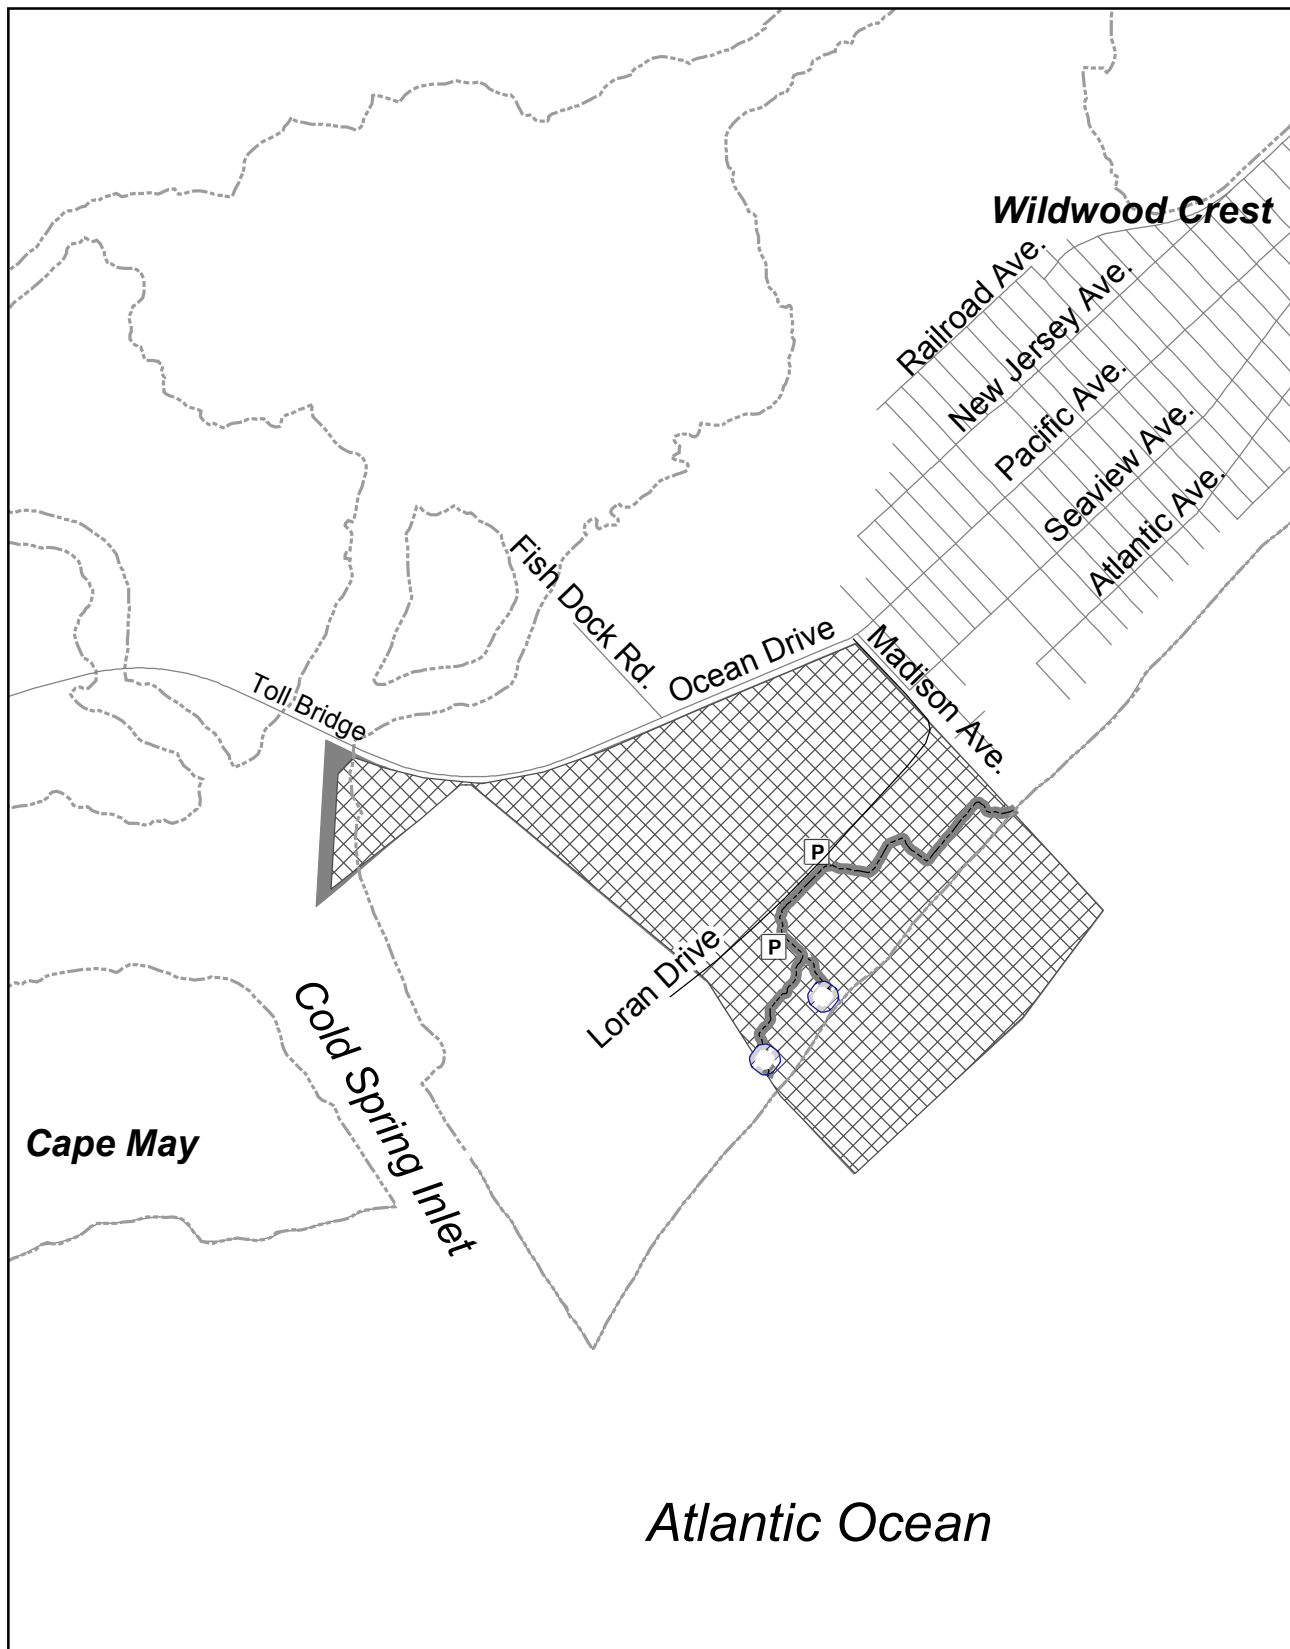 Wildwood Crest
Railroad Ave.
New Jersey Ave.
Pacific Ave.
Seaview Ave.
Atlantic Ave.
Fish Dock Rd.
Ocean Drive
Madison Ave.
Toll Bridge
P
P
Loran Drive
Cold Spring Inlet
Cape May
Atlantic Ocean